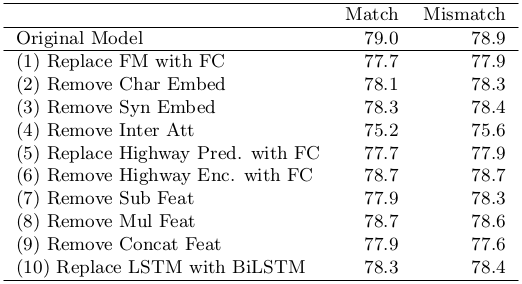 Match Mismatch
Original Model 79.0 78.9
(1) Replace FM with FC 77.7 77.9
(2) Remove Char Embed 78.1 78.3
(3) Remove Syn Embed 78.3 78.4
(4) Remove Inter Att 75.2 75.6
(5) Replace Highway Pred. with FC 77.7 77.9
(6) Remove Highway Enc. with FC 78.7 78.7
(7) Remove Sub Feat 77.9 78.3
(8) Remove Mul Feat 78.7 78.6
(9) Remove Concat Feat 77.9 77.6
(10) Replace LSTM with BiLSTM 78.3 78.4